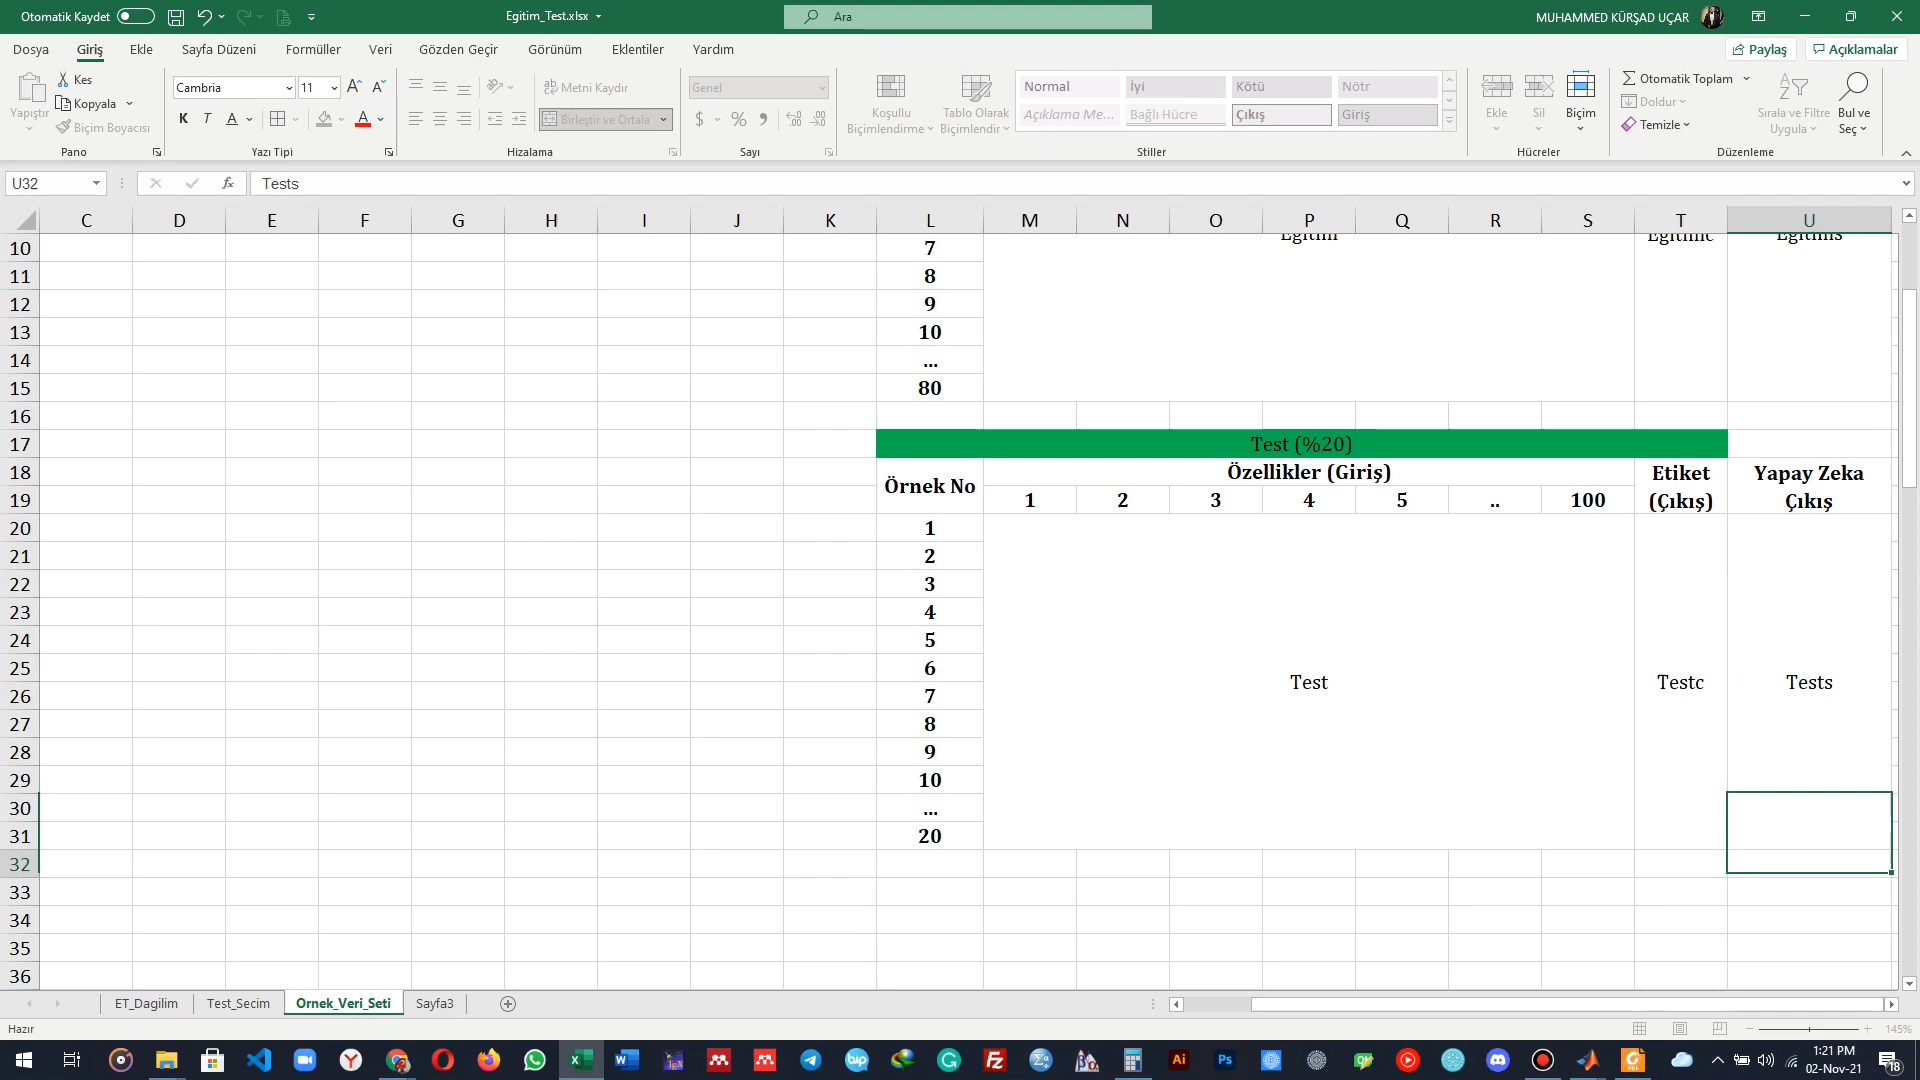 Otomatik Kaydet
Egitim_Test.xlsx
Ara
MUHAMMED KÜRŞAD UÇAR
Dosya Giriş Ekle Sayfa Düzeni Formüller Veri Gözden Geçir Görünüm Eklentiler Yardım
Paylaş Açıklamalar
Yapıştır
Kes
Kopyala
Biçim Boyacısı
Pano
Cambria 11
K T A
Yazı Tipi
Metni Kaydır
Birleştir ve Ortala
Hizalama
Genel
$ %
Sayı
Koşullu Biçimlendirme
Tablo Olarak Biçimlendir
Normal İyi Kötü Nötr
Açıklama Me... Bağlı Hücre Çıkış Giriş
Stiller
Ekle Sil Biçim
Hücreler
Otomatik Toplam
Doldur
Temizle
Sırala ve Filtre Uygula
Bul ve Seç
Düzenleme
U32 fx Tests
C D E F G H I J K L M N O P Q R S T U
10 7 Egitim Egitimc Egitims
11 8
12 9
13 10
14 ...
15 80
16
17 Test (%20)
18 Örnek No Özellikler (Giriş) Etiket (Çıkış) Yapay Zeka Çıkış
19 1 2 3 4 5 .. 100
20 1
21 2
22 3
23 4
24 5
25 6
26 7 Test Testc Tests
27 8
28 9
29 10
30 ...
31 20
32
33
34
35
36
ET_Dagilim Test_Secim Ornek_Veri_Seti Sayfa3
Hazır
145%
1:21 PM
02-Nov-21
18